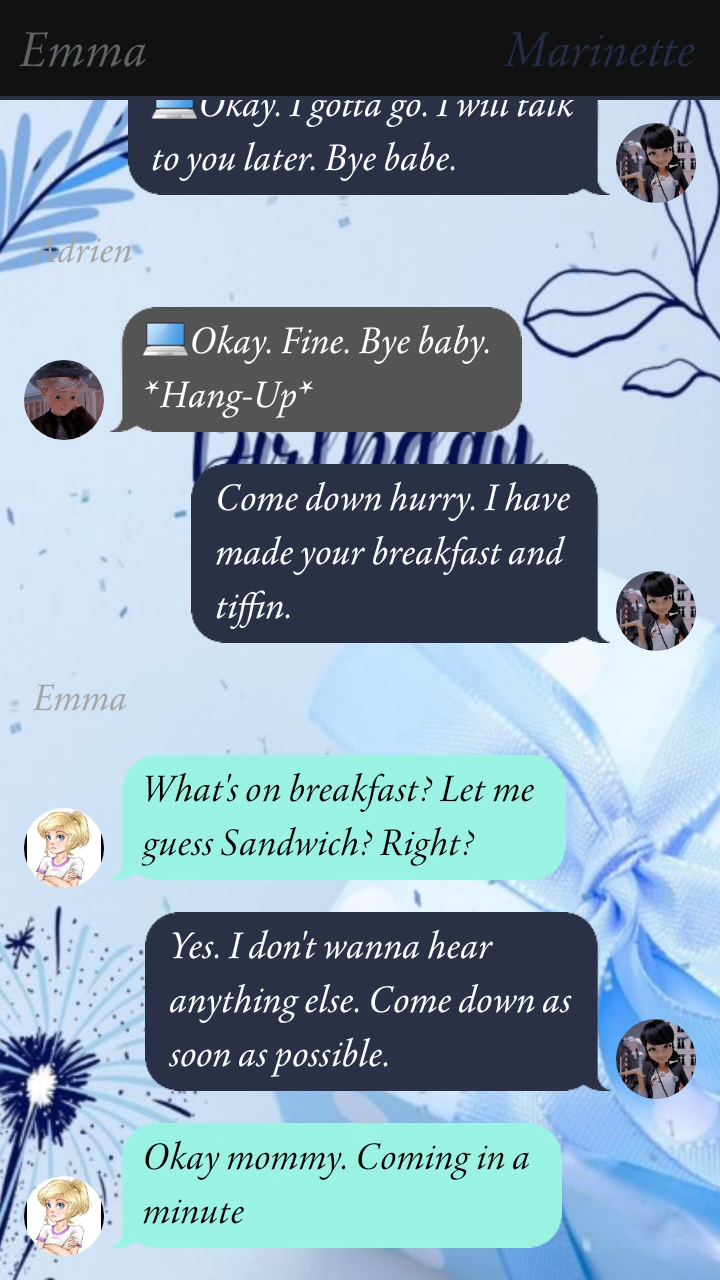 Emma Marinette
💻Okay. I gotta go. I will talk
to you later. Bye babe.
Adrien
💻Okay. Fine. Bye baby.
*Hang-Up*
Birthday
Come down hurry. I have
made your breakfast and
tiffin.
Emma
What's on breakfast? Let me
guess Sandwich? Right?
Yes. I don't wanna hear
anything else. Come down as
soon as possible.
Okay mommy. Coming in a
minute